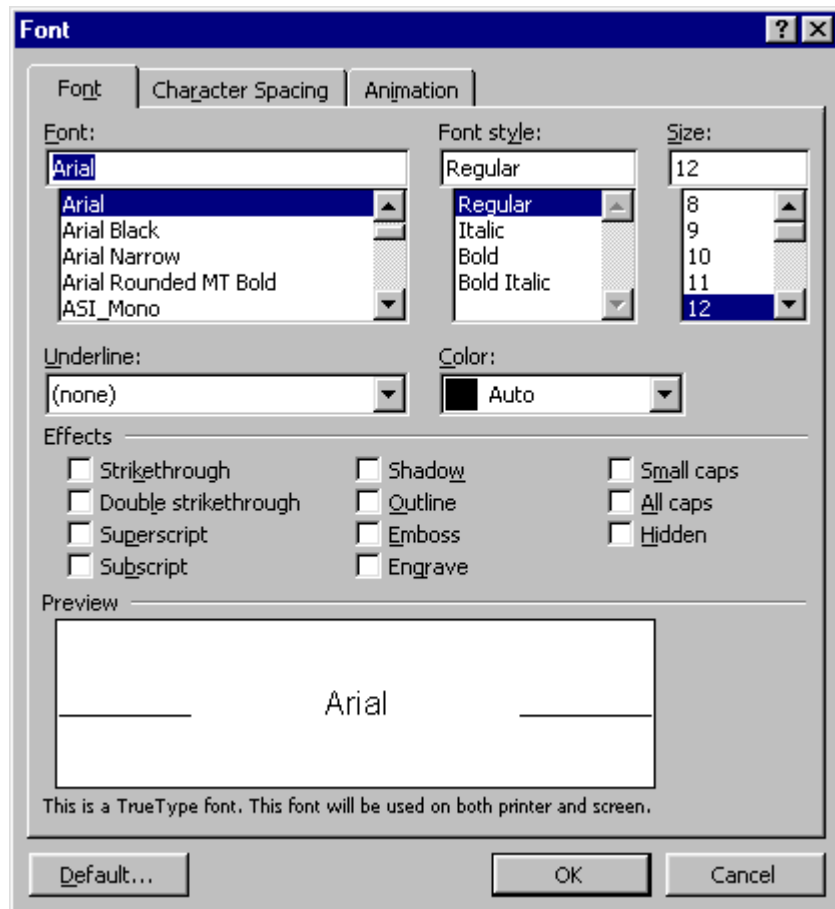 Font
Font Character Spacing Animation
Font: Font style: Size:
Arial Regular 12
Arial Regular 8
Arial Black Italic 9
Arial Narrow Bold 10
Arial Rounded MT Bold Bold Italic 11
ASI_Mono 12
Underline: Color:
(none) Auto
Effects
Strikethrough Shadow Small caps
Double strikethrough Outline All caps
Superscript Emboss Hidden
Subscript Engrave
Preview
Arial
This is a TrueType font. This font will be used on both printer and screen.
Default... OK Cancel